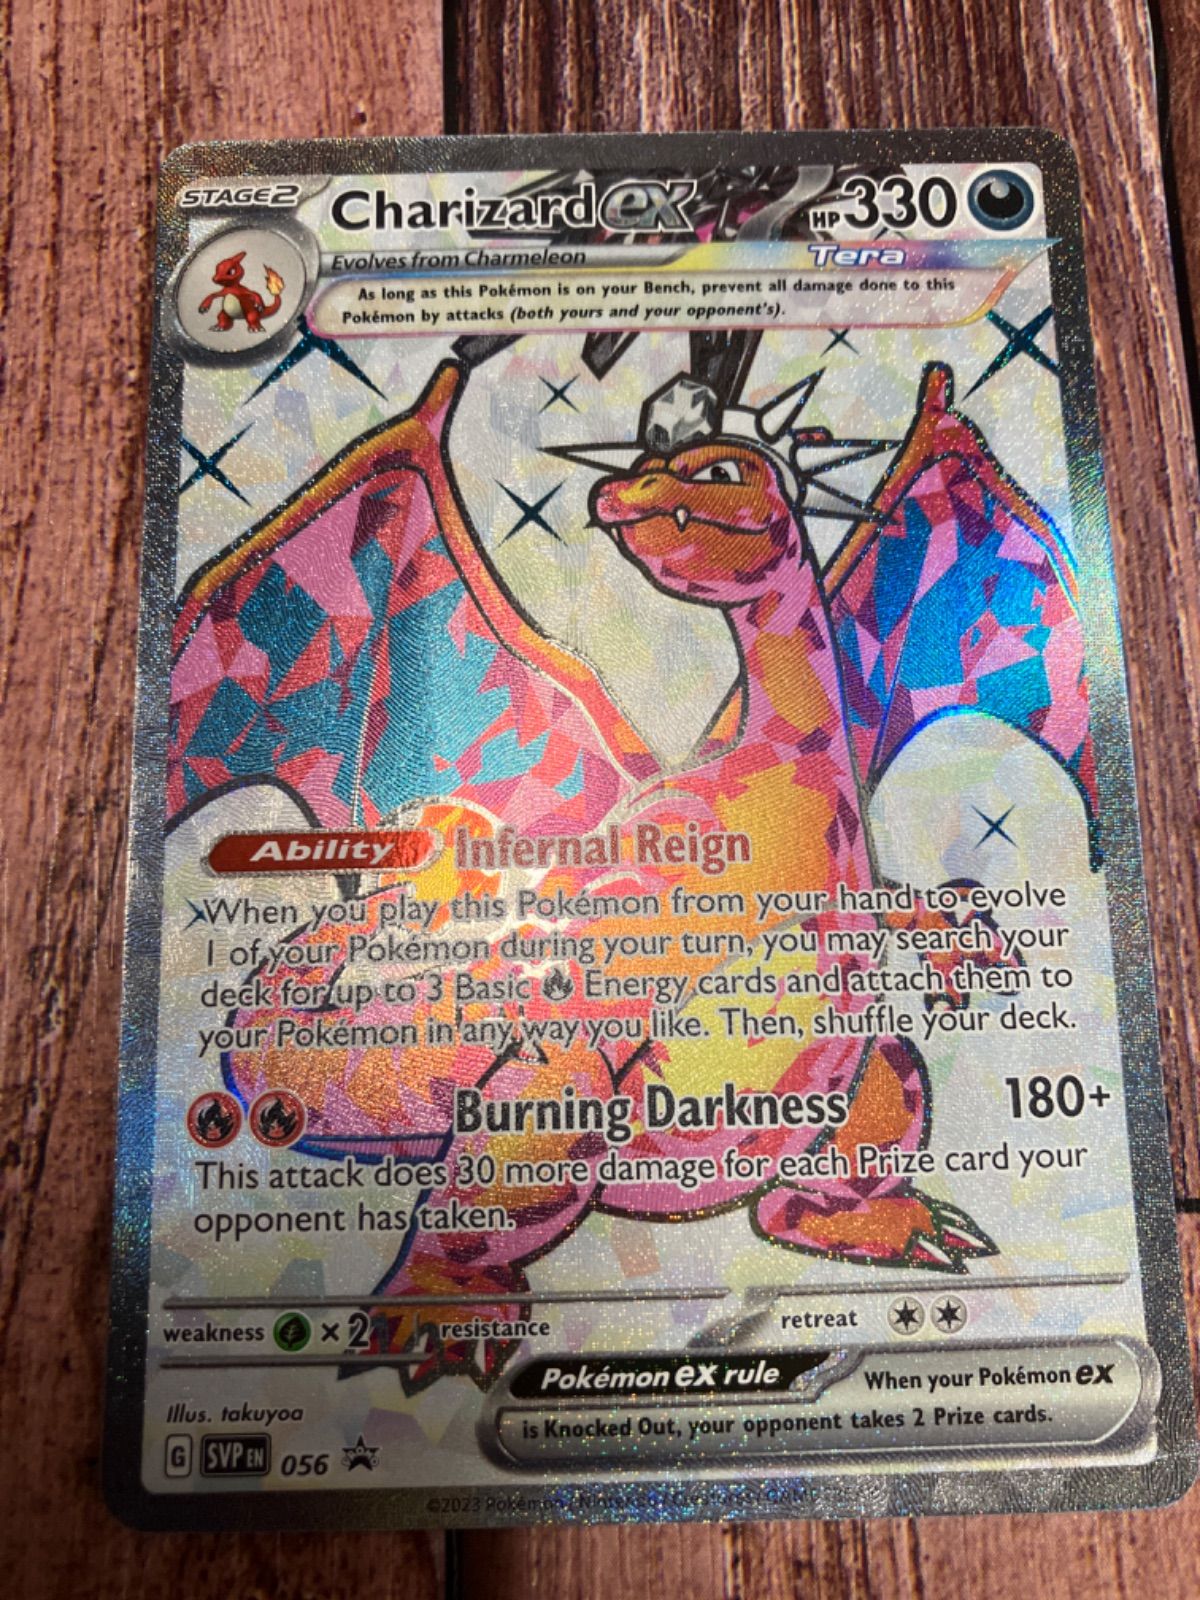 STAGE2
Charizard ex
HP 330
Evolves from Charmeleon
Tera
As long as this Pokémon is on your Bench, prevent all damage done to this
Pokémon by attacks (both yours and your opponent's).
Ability Infernal Reign
When you play this Pokémon from your hand to evolve
1 of your Pokémon during your turn, you may search your
deck for up to 3 Basic Energy cards and attach them to
your Pokémon in any way you like. Then, shuffle your deck.
Burning Darkness 180+
This attack does 30 more damage for each Prize card your
opponent has taken.
weakness × 2 resistance retreat
Pokémon ex rule When your Pokémon ex
is Knocked Out, your opponent takes 2 Prize cards.
Illus. takuyoa
G SVP EN 056
©2023 Pokémon / Nintendo / Creatures / GAME FREAK